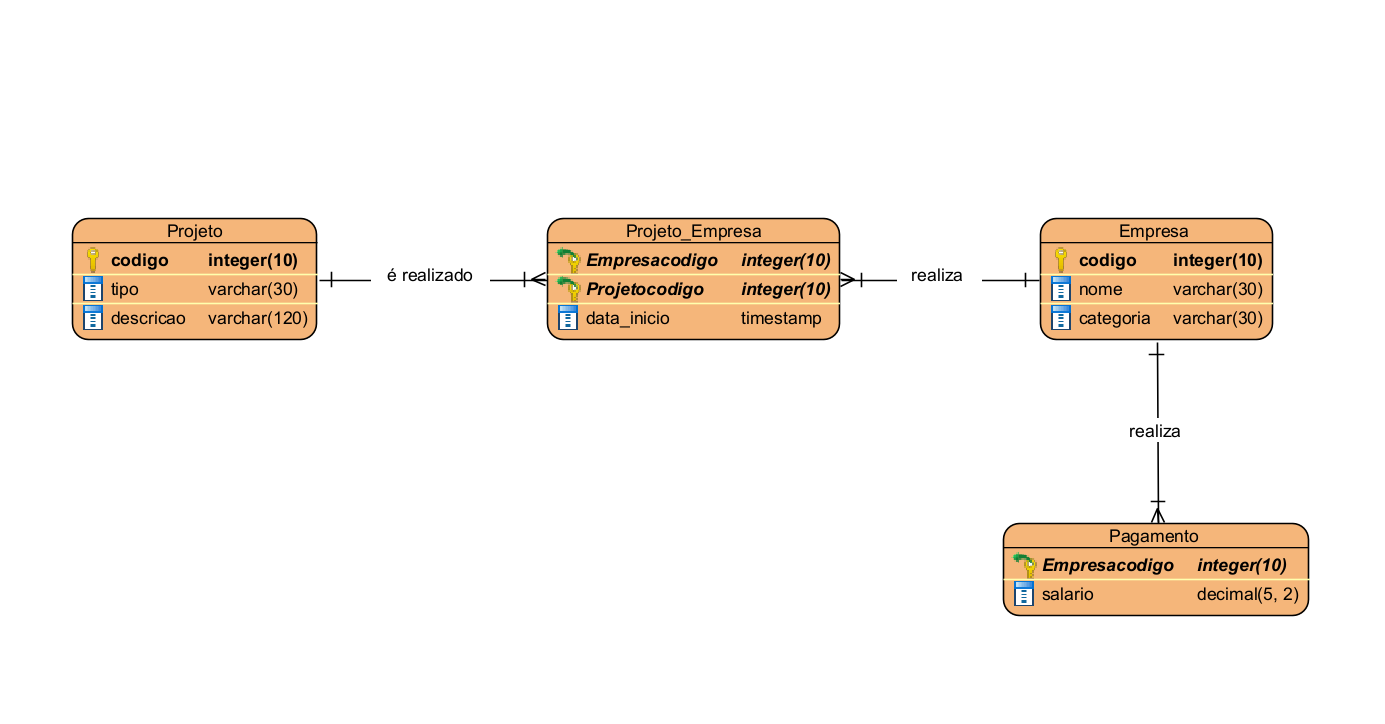 Projeto
codigo integer(10)
tipo varchar(30)
descricao varchar(120)
é realizado
Projeto_Empresa
Empresacodigo integer(10)
Projetocodigo integer(10)
data_inicio timestamp
realiza
Empresa
codigo integer(10)
nome varchar(30)
categoria varchar(30)
realiza
Pagamento
Empresacodigo integer(10)
salario decimal(5, 2)